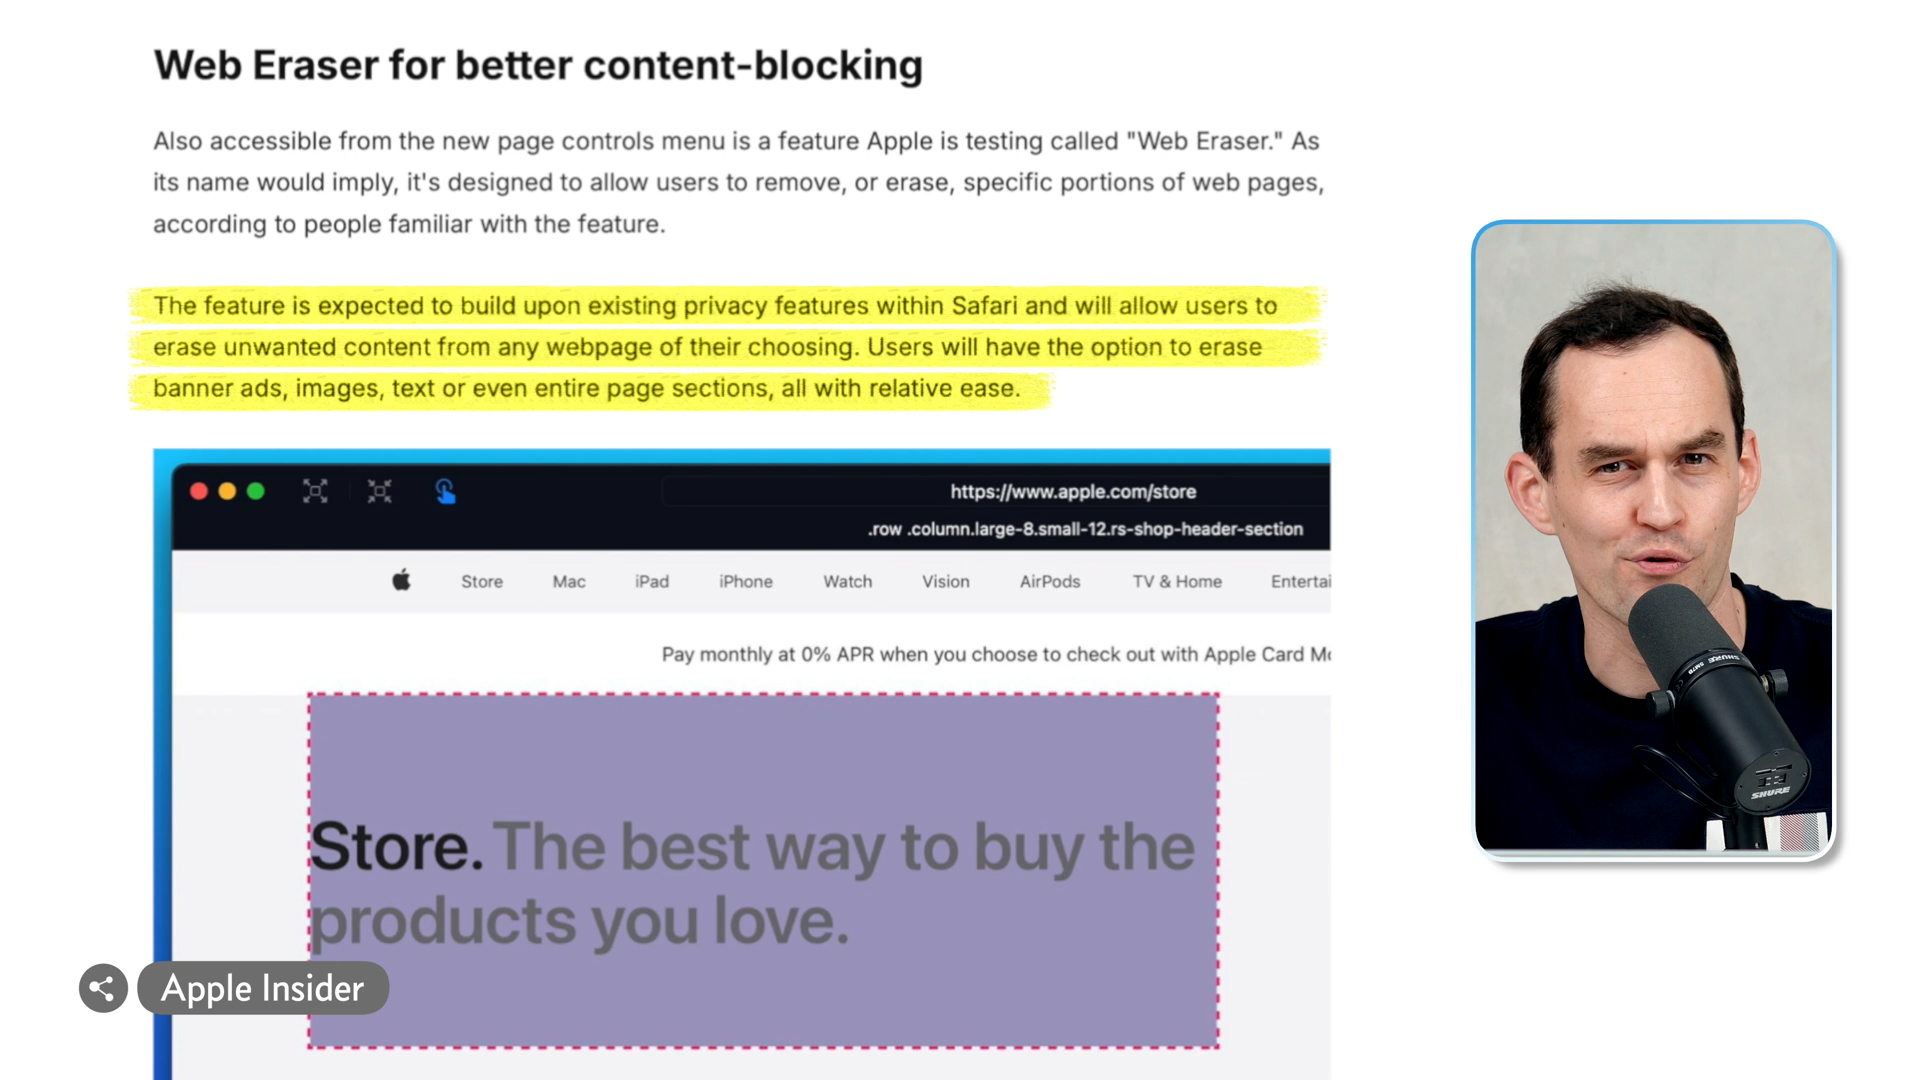 Web Eraser for better content-blocking
Also accessible from the new page controls menu is a feature Apple is testing called "Web Eraser." As
its name would imply, it's designed to allow users to remove, or erase, specific portions of web pages,
according to people familiar with the feature.
The feature is expected to build upon existing privacy features within Safari and will allow users to
erase unwanted content from any webpage of their choosing. Users will have the option to erase
banner ads, images, text or even entire page sections, all with relative ease.
https://www.apple.com/store
.row .column.large-8.small-12.rs-shop-header-section
Store Mac iPad iPhone Watch Vision AirPods TV & Home Entertai
Pay monthly at 0% APR when you choose to check out with Apple Card Mo
Store. The best way to buy the
products you love.
Apple Insider
SHURE SM7B
SHURE